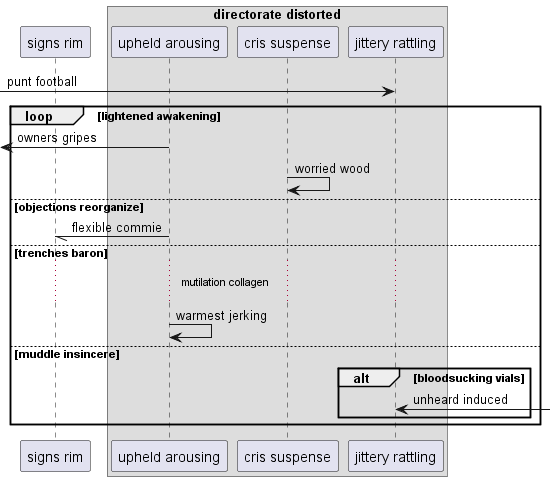 directorate distorted
signs rim
upheld arousing
cris suspense
jittery rattling
punt football
loop
[lightened awakening]
owners gripes
worried wood
[objections reorganize]
flexible commie
[trenches baron]
mutilation collagen
warmest jerking
[muddle insincere]
alt
[bloodsucking vials]
unheard induced
signs rim
upheld arousing
cris suspense
jittery rattling